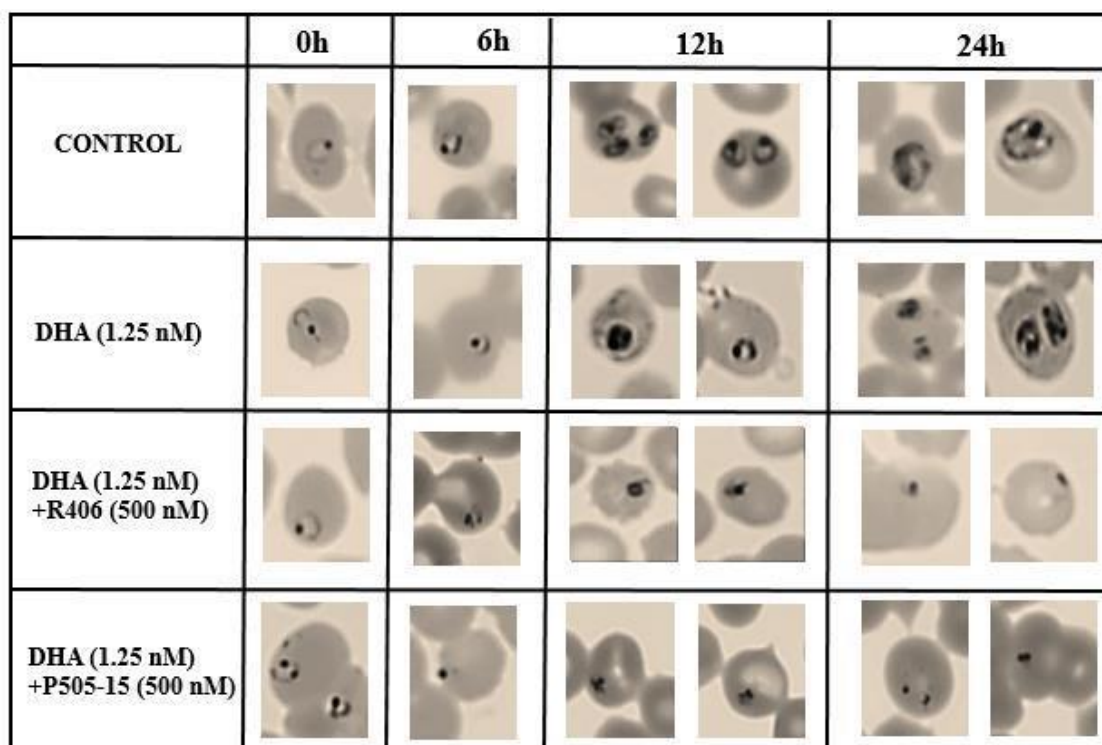 0h 6h 12h 24h
CONTROL
DHA (1.25 nM)
DHA (1.25 nM)
+R406 (500 nM)
DHA (1.25 nM)
+P505-15 (500 nM)